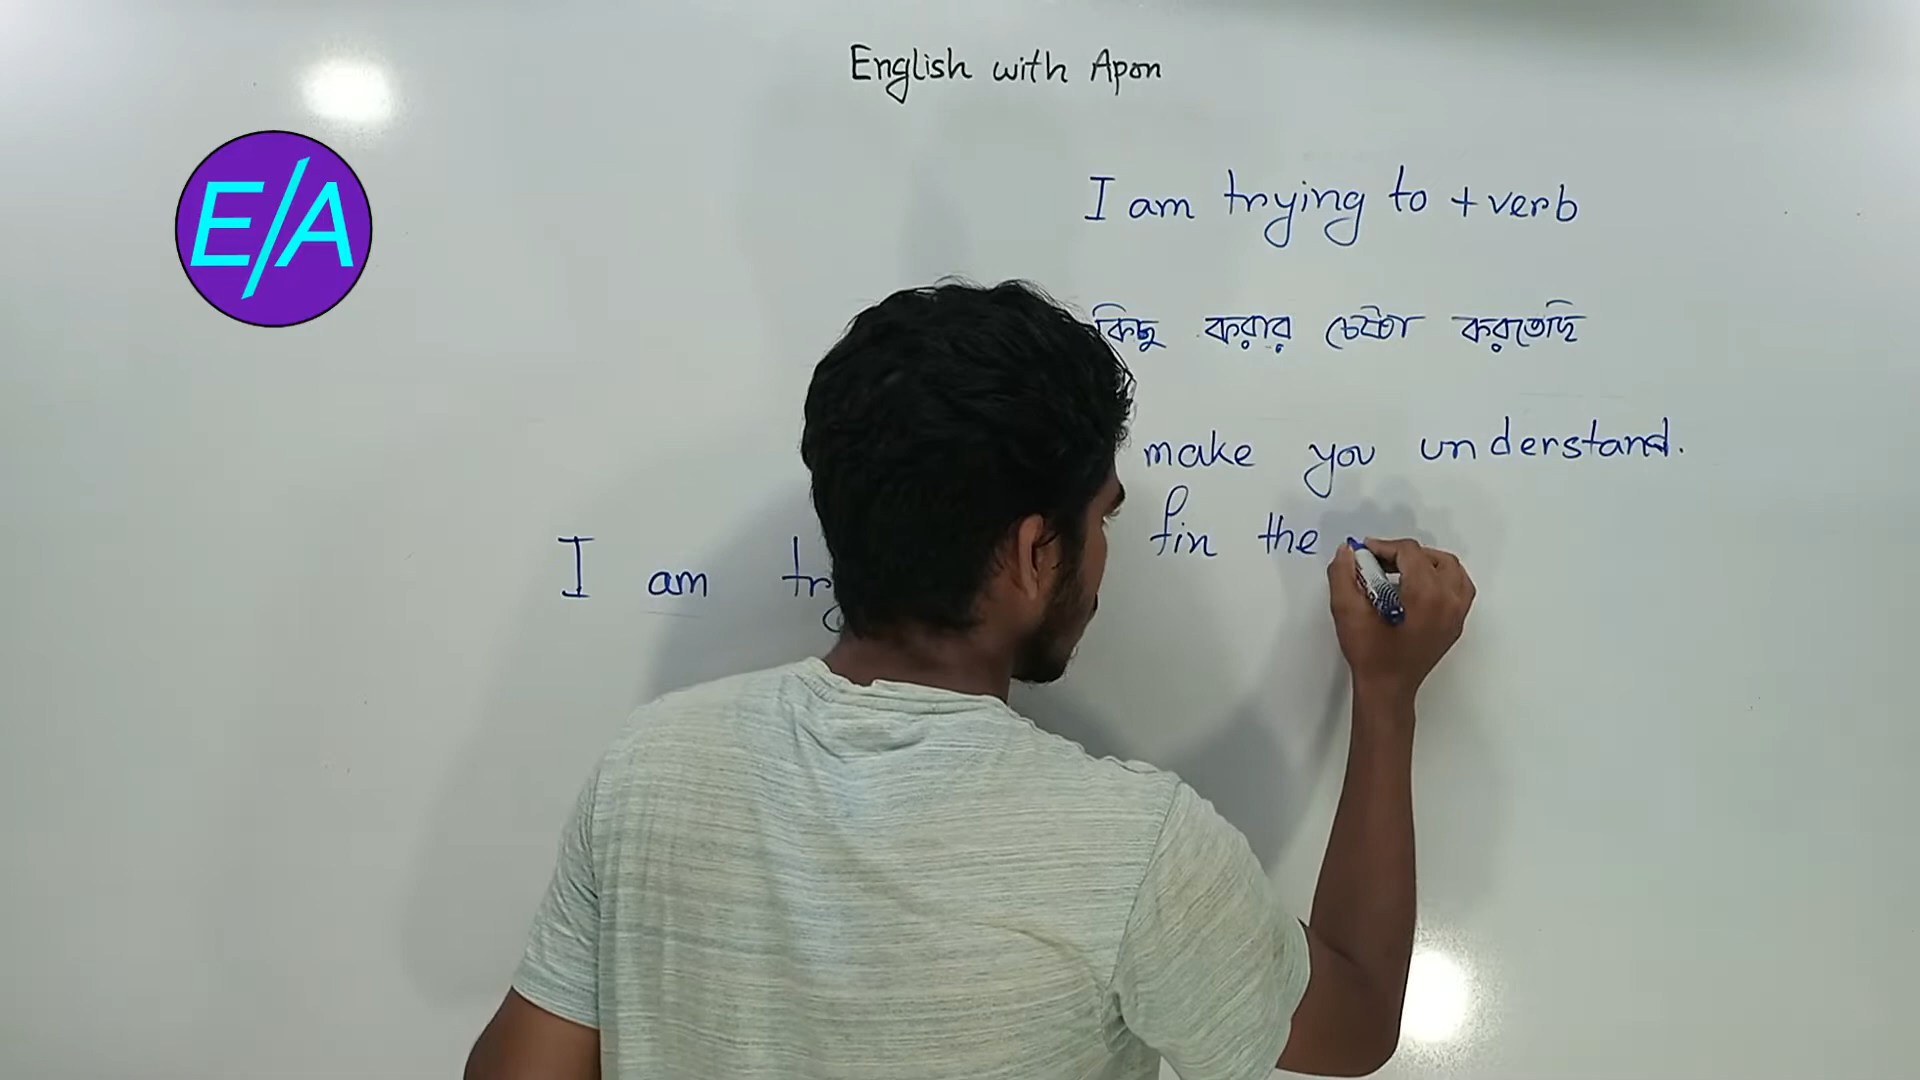 English with Apon
E/A
I am trying to + verb
কিছু করার চেষ্টা করতেছি
make you understand.
fin the
I am